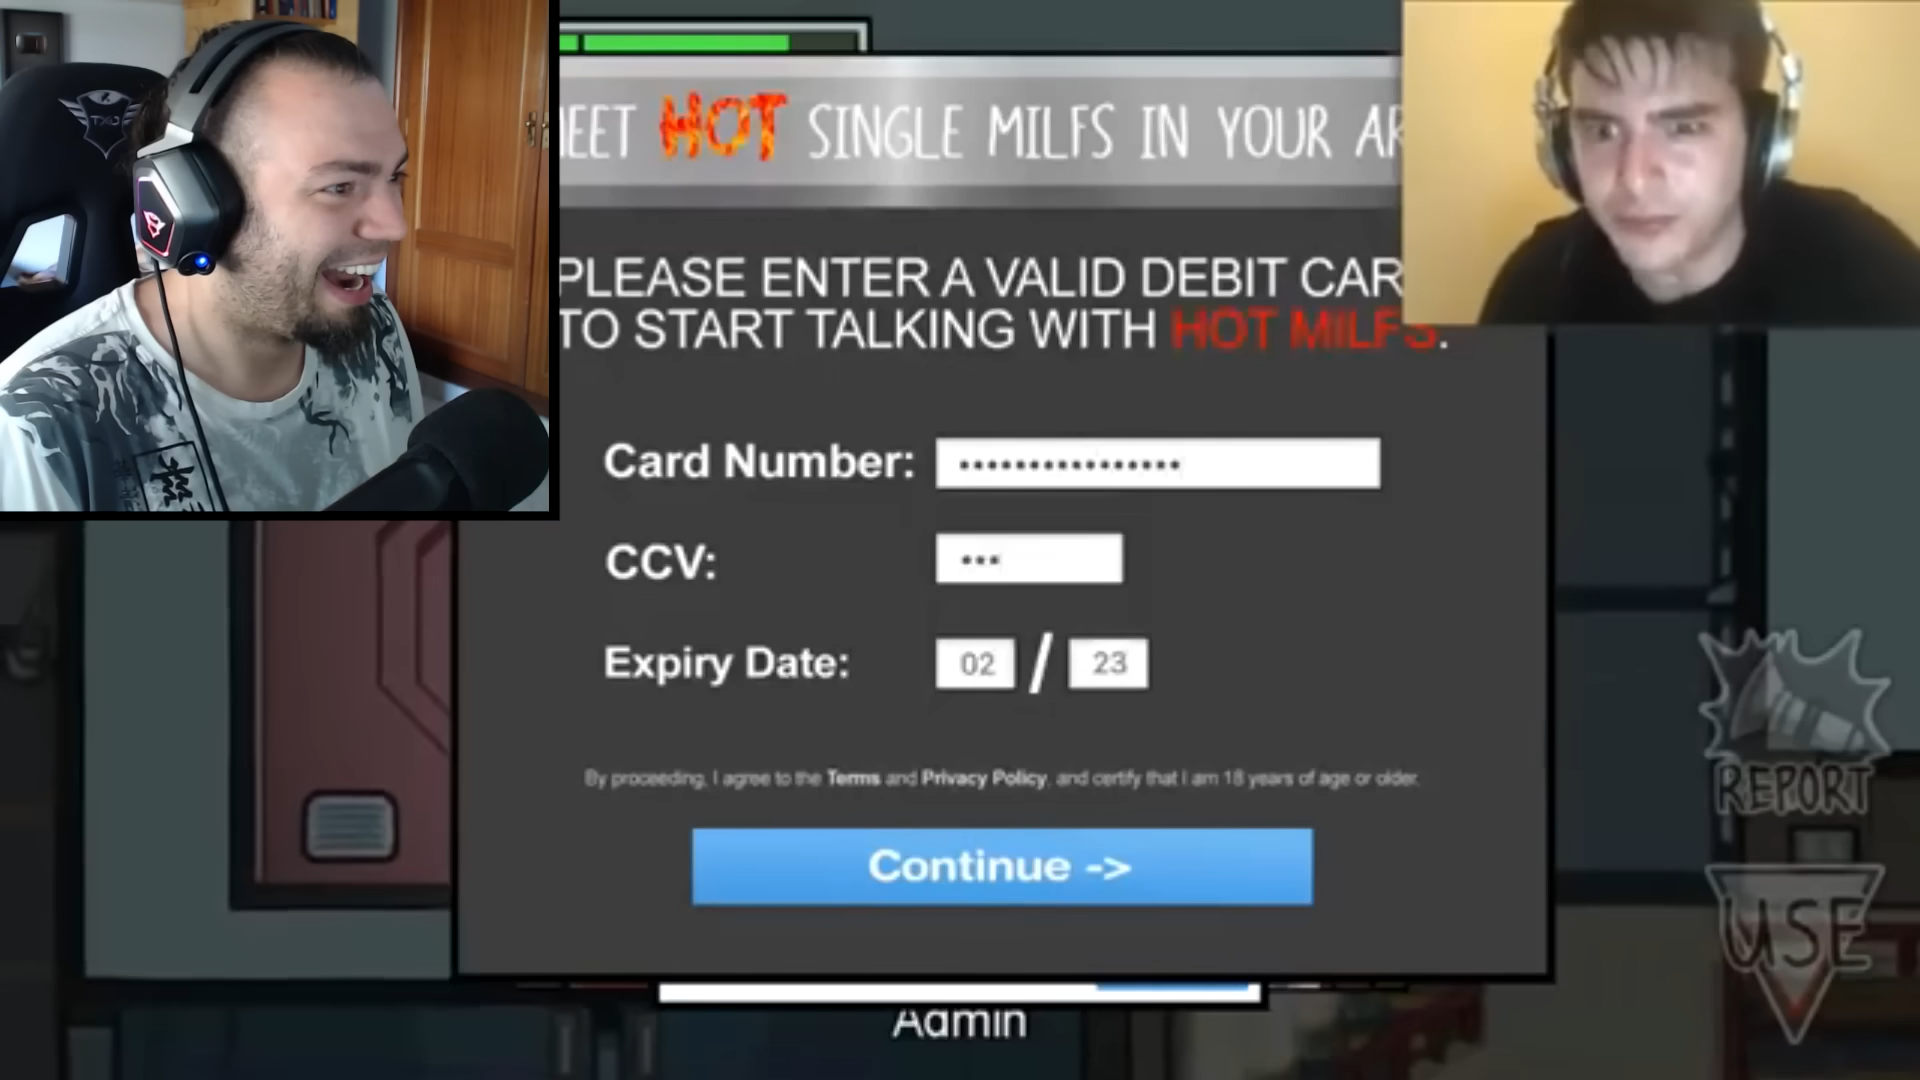 EET HOT SINGLE MILFS IN YOUR AR
PLEASE ENTER A VALID DEBIT CAR
TO START TALKING WITH HOT MILFS.
Card Number: ••••••••••••••••
CCV: •••
Expiry Date: 02 / 23
By proceeding, I agree to the Terms and Privacy Policy, and certify that I am 18 years of age or older.
Continue ->
REPORT
USE
Admin